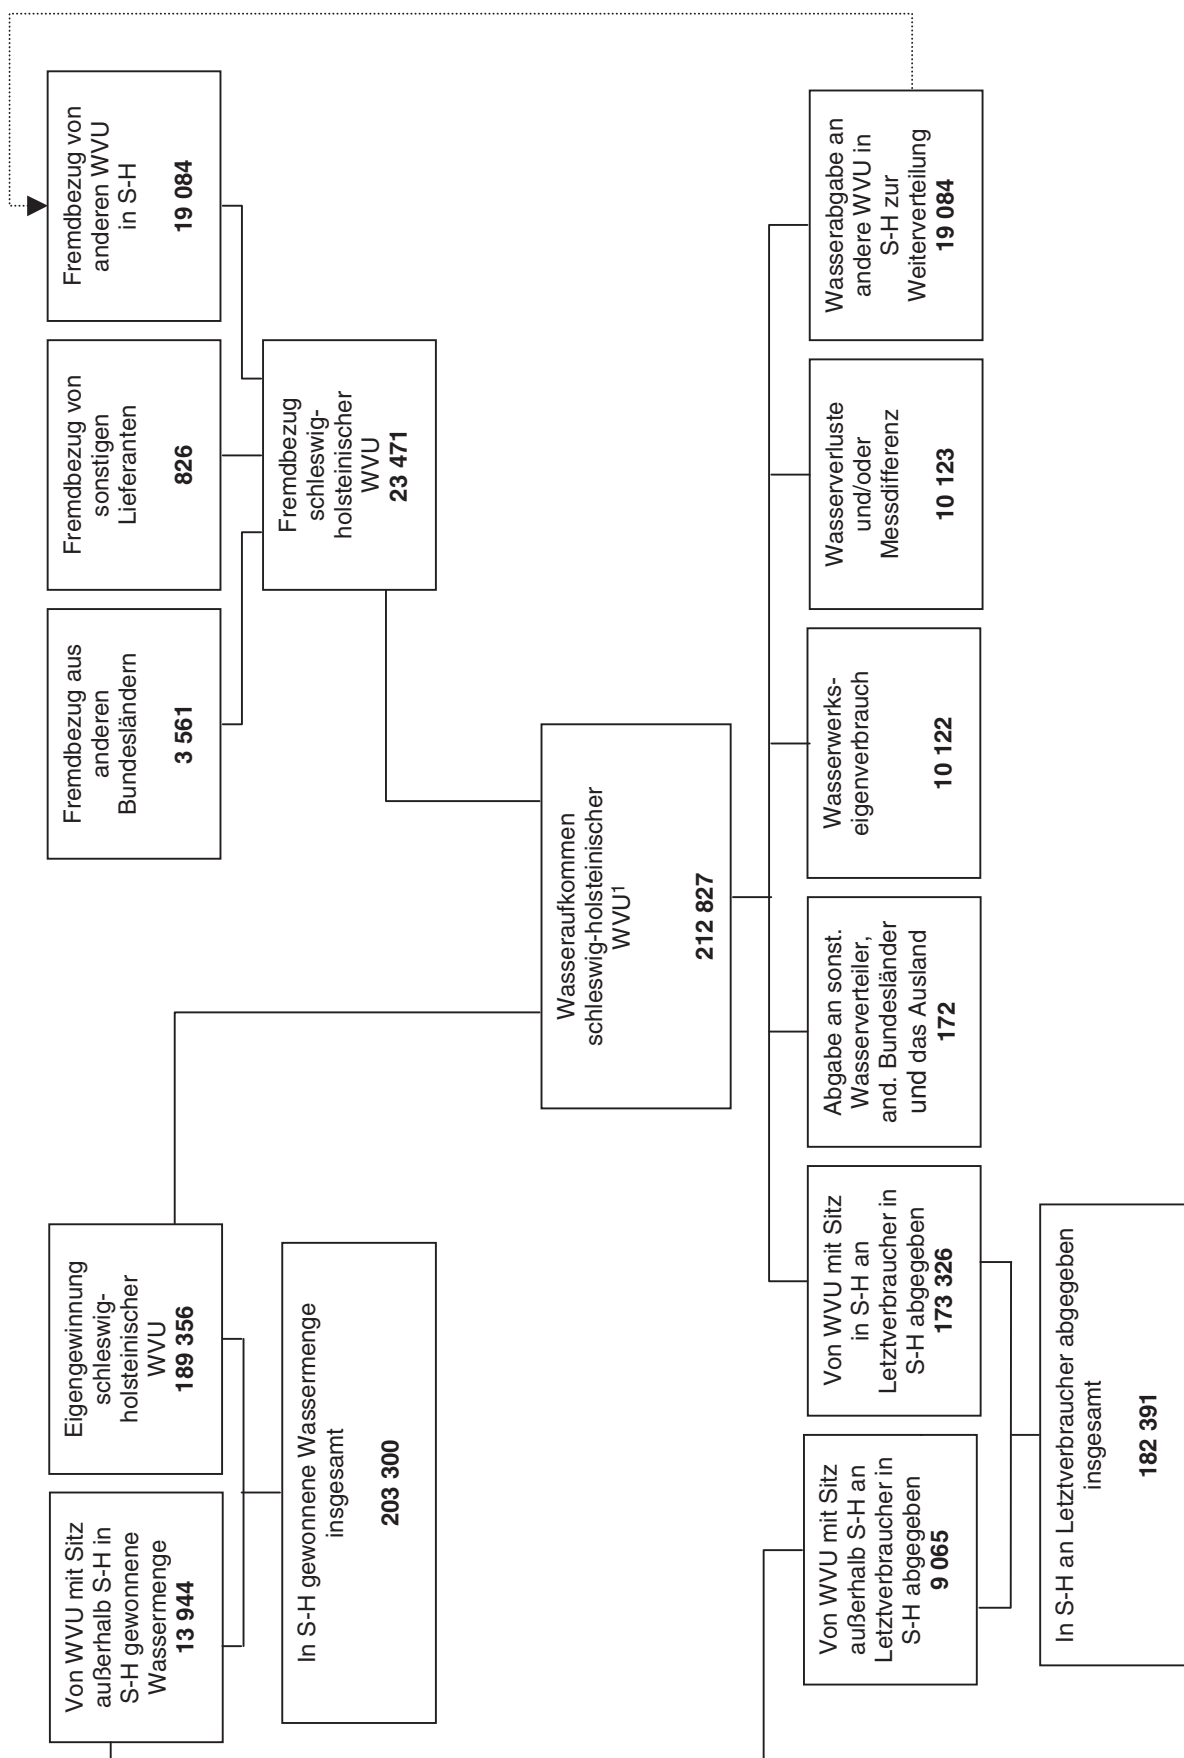 Von WVU mit Sitz
außerhalb S-H in
S-H gewonnene
Wassermenge
13 944
Eigengewinnung
schleswig-
holsteinischer
WVU
189 356
Fremdbezug aus
anderen
Bundesländern
3 561
Fremdbezug von
sonstigen
Lieferanten
826
Fremdbezug von
anderen WVU
in S-H
19 084
In S-H gewonnene Wassermenge
insgesamt
203 300
Fremdbezug
schleswig-
holsteinischer
WVU
23 471
Wasseraufkommen
schleswig-holsteinischer
WVU¹
212 827
Von WVU mit Sitz
außerhalb S-H an
Letztverbraucher in
S-H abgegeben
9 065
Von WVU mit Sitz
in S-H an
Letztverbraucher in
S-H abgegeben
173 326
Abgabe an sonst.
Wasserverteiler,
and. Bundesländer
und das Ausland
172
Wasserwerks-
eigenverbrauch
10 122
Wasserverluste
und/oder
Messdifferenz
10 123
Wasserabgabe an
andere WVU in
S-H zur
Weiterverteilung
19 084
In S-H an Letztverbraucher abgegeben
insgesamt
182 391